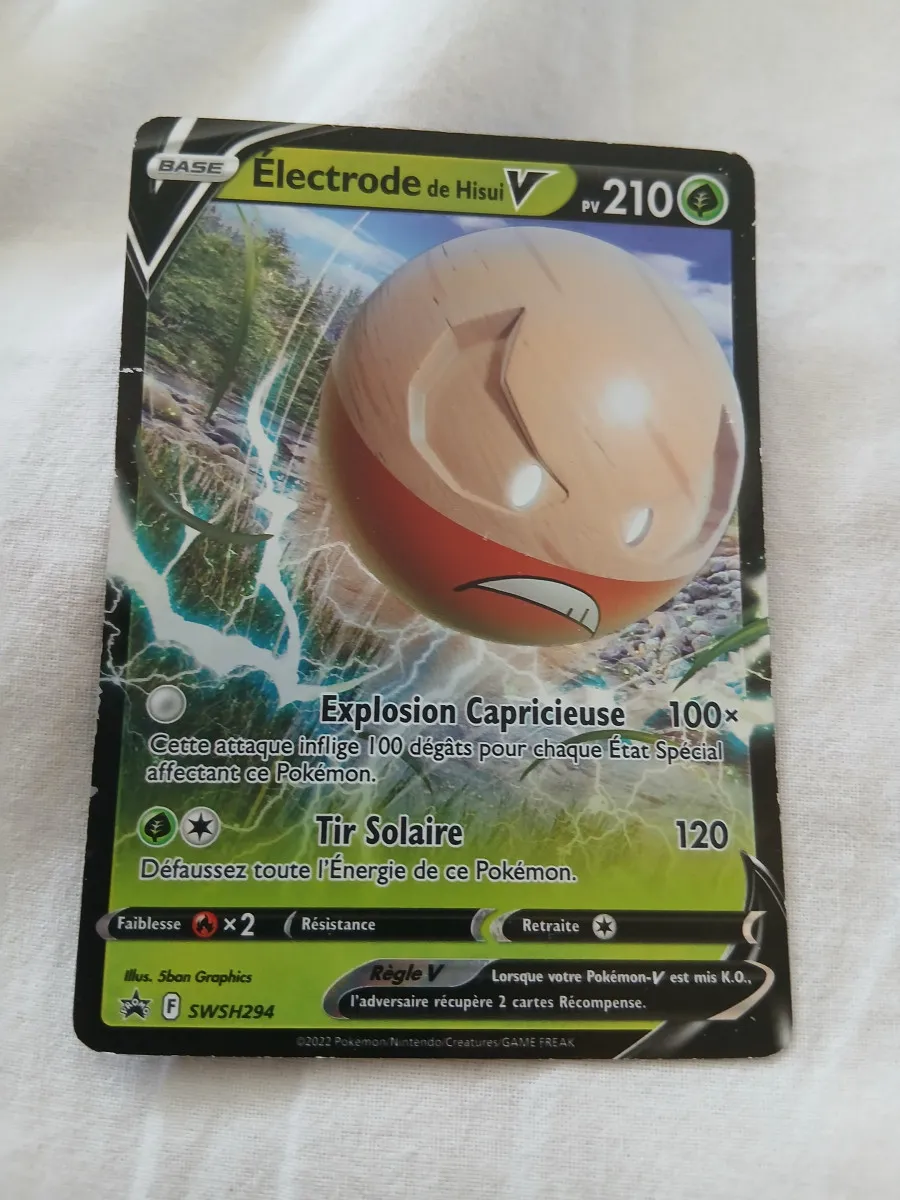 BASE
Électrode de Hisui V
PV 210
Explosion Capricieuse 100×
Cette attaque inflige 100 dégâts pour chaque État Spécial
affectant ce Pokémon.
Tir Solaire 120
Défaussez toute l'Énergie de ce Pokémon.
Faiblesse ×2 Résistance Retraite
Illus. 5ban Graphics
Règle V Lorsque votre Pokémon-V est mis K.O.,
l'adversaire récupère 2 cartes Récompense.
PROMO F SWSH294
©2022 Pokémon/Nintendo/Creatures/GAME FREAK